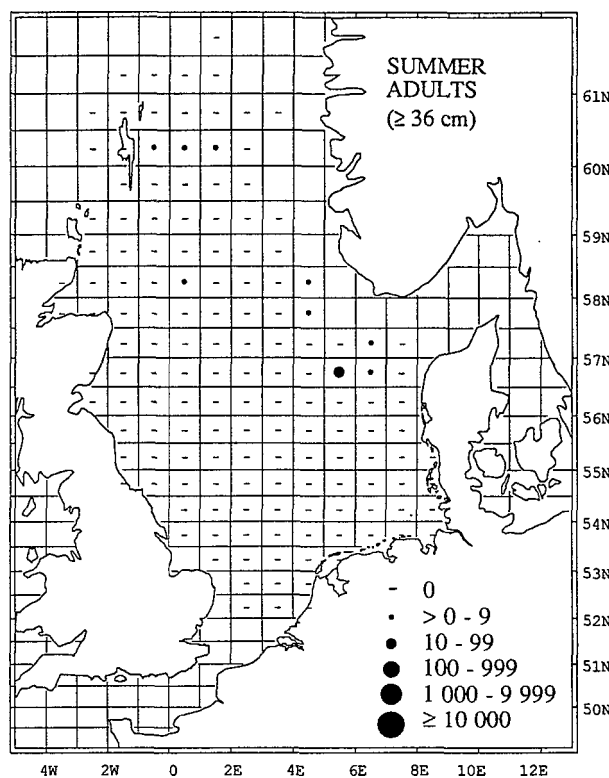 SUMMER
ADULTS
(≥ 36 cm)
61N
60N
59N
58N
57N
56N
55N
54N
53N
52N
51N
50N
- 0
> 0 - 9
10 - 99
100 - 999
1 000 - 9 999
≥ 10 000
4W 2W 0 2E 4E 6E 8E 10E 12E